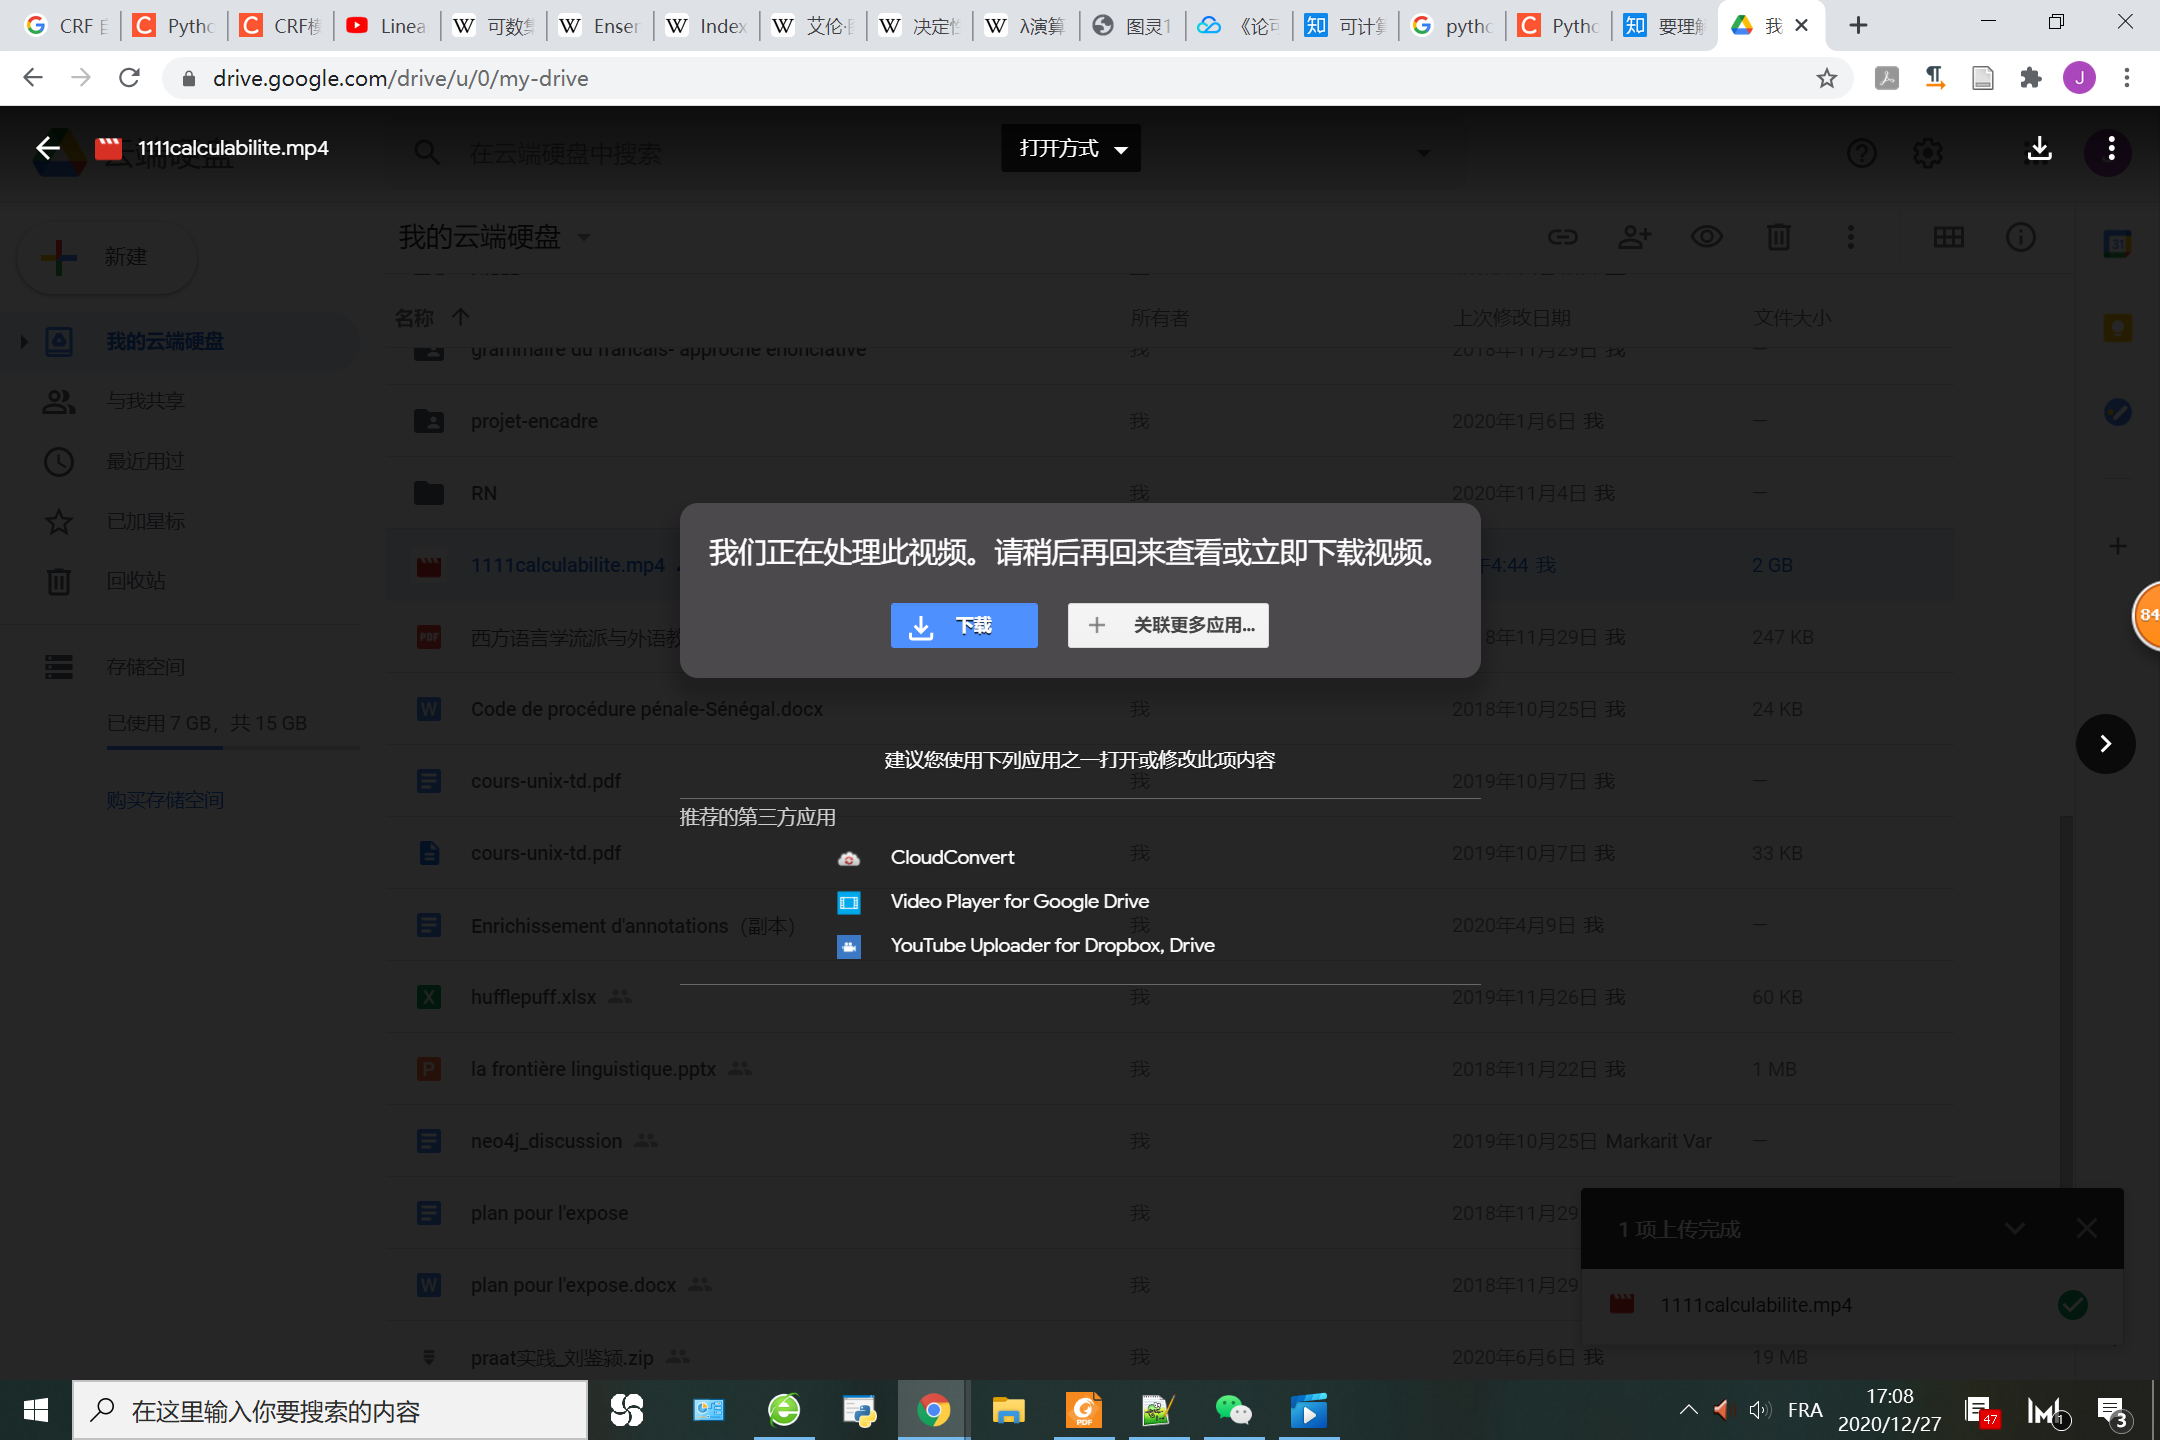 CRF 自
Pytho
CRF模
Linea
可数集
Enser
Index
艾伦·图
决定性
λ演算
图灵1
《论可
可计算
pytho
Pytho
要理解
我
drive.google.com/drive/u/0/my-drive
J
1111calculabilite.mp4
云端硬盘
在云端硬盘中搜索
打开方式
新建
我的云端硬盘
31
名称
所有者
上次修改日期
文件大小
我的云端硬盘
grammaire du francais- approche enonciative
我
2018年11月29日 我
—
与我共享
projet-encadre
我
2020年1月6日 我
—
最近用过
RN
我
2020年11月4日 我
—
已加星标
我们正在处理此视频。请稍后再回来查看或立即下载视频。
1111calculabilite.mp4
4:44 我
2 GB
回收站
下载
关联更多应用...
84
西方语言学流派与外语教
8年11月29日 我
247 KB
存储空间
已使用 7 GB，共 15 GB
Code de procédure pénale-Sénégal.docx
我
2018年10月25日 我
24 KB
建议您使用下列应用之一打开或修改此项内容
cours-unix-td.pdf
我
2019年10月7日 我
—
购买存储空间
推荐的第三方应用
cours-unix-td.pdf
我
2019年10月7日 我
33 KB
CloudConvert
Video Player for Google Drive
Enrichissement d'annotations（副本）
我
2020年4月9日 我
—
YouTube Uploader for Dropbox, Drive
hufflepuff.xlsx
我
2019年11月26日 我
60 KB
la frontière linguistique.pptx
我
2018年11月22日 我
1 MB
neo4j_discussion
我
2019年10月25日 Markarit Var
—
plan pour l'expose
我
2018年11月29
1 项上传完成
plan pour l'expose.docx
我
2018年11月29
1111calculabilite.mp4
praat实践_刘鉴颍.zip
我
2020年6月6日 我
19 MB
在这里输入你要搜索的内容
PDF
FRA
17:08
2020/12/27
47
1
3